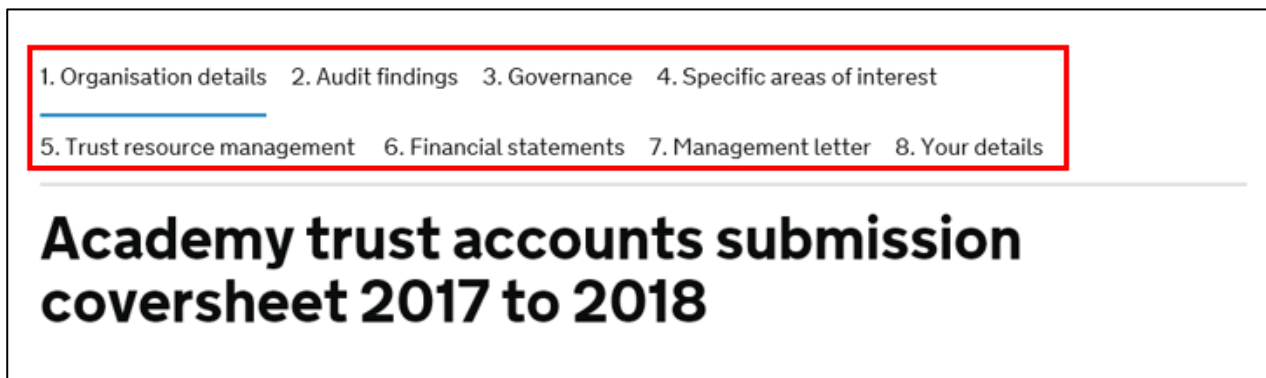 1. Organisation details 2. Audit findings 3. Governance 4. Specific areas of interest
5. Trust resource management 6. Financial statements 7. Management letter 8. Your details
Academy trust accounts submission
coversheet 2017 to 2018